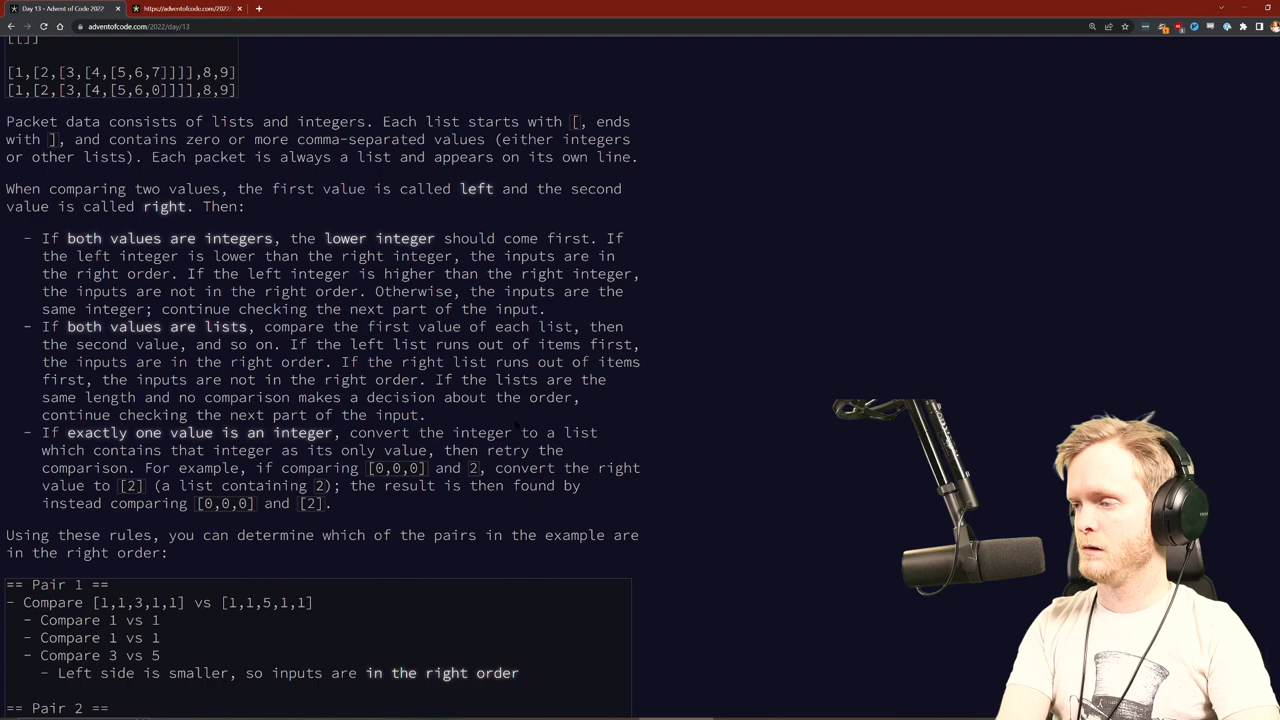 Day 13 - Advent of Code 2022
https://adventofcode.com/2022/
adventofcode.com/2022/day/13
[[]]
[1,[2,[3,[4,[5,6,7]]]],8,9]
[1,[2,[3,[4,[5,6,0]]]],8,9]
Packet data consists of lists and integers. Each list starts with [, ends
with ], and contains zero or more comma-separated values (either integers
or other lists). Each packet is always a list and appears on its own line.
When comparing two values, the first value is called left and the second
value is called right. Then:
- If both values are integers, the lower integer should come first. If
the left integer is lower than the right integer, the inputs are in
the right order. If the left integer is higher than the right integer,
the inputs are not in the right order. Otherwise, the inputs are the
same integer; continue checking the next part of the input.
- If both values are lists, compare the first value of each list, then
the second value, and so on. If the left list runs out of items first,
the inputs are in the right order. If the right list runs out of items
first, the inputs are not in the right order. If the lists are the
same length and no comparison makes a decision about the order,
continue checking the next part of the input.
- If exactly one value is an integer, convert the integer to a list
which contains that integer as its only value, then retry the
comparison. For example, if comparing [0,0,0] and 2, convert the right
value to [2] (a list containing 2); the result is then found by
instead comparing [0,0,0] and [2].
Using these rules, you can determine which of the pairs in the example are
in the right order:
== Pair 1 ==
- Compare [1,1,3,1,1] vs [1,1,5,1,1]
- Compare 1 vs 1
- Compare 1 vs 1
- Compare 3 vs 5
- Left side is smaller, so inputs are in the right order
== Pair 2 ==